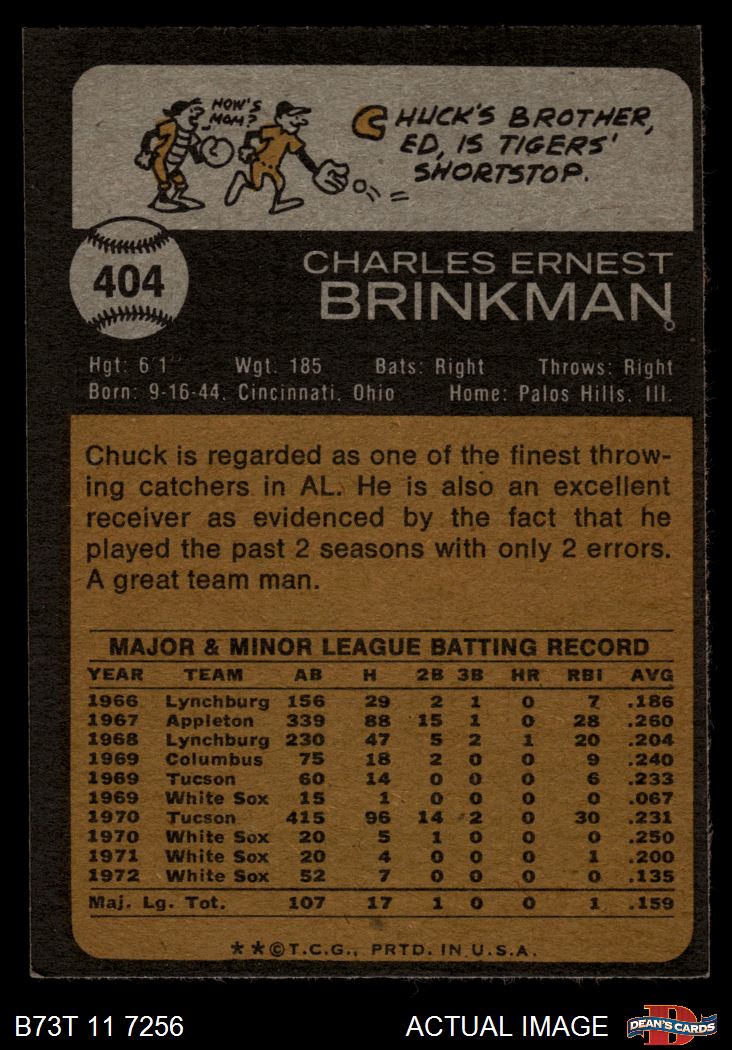 HOW'S
MOM?
CHUCK'S BROTHER,
ED, IS TIGERS'
SHORTSTOP.
404
CHARLES ERNEST
BRINKMAN
Hgt: 6'1" Wgt. 185 Bats: Right Throws: Right
Born: 9-16-44, Cincinnati, Ohio Home: Palos Hills, Ill.
Chuck is regarded as one of the finest throw-
ing catchers in AL. He is also an excellent
receiver as evidenced by the fact that he
played the past 2 seasons with only 2 errors.
A great team man.
MAJOR & MINOR LEAGUE BATTING RECORD
YEAR TEAM AB H 2B 3B HR RBI AVG
1966 Lynchburg 156 29 2 1 0 7 .186
1967 Appleton 339 88 15 1 0 28 .260
1968 Lynchburg 230 47 5 2 1 20 .204
1969 Columbus 75 18 2 0 0 9 .240
1969 Tucson 60 14 0 0 0 6 .233
1969 White Sox 15 1 0 0 0 0 .067
1970 Tucson 415 96 14 2 0 30 .231
1970 White Sox 20 5 1 0 0 0 .250
1971 White Sox 20 4 0 0 0 1 .200
1972 White Sox 52 7 0 0 0 0 .135
Maj. Lg. Tot. 107 17 1 0 0 1 .159
**©T.C.G., PRTD. IN U.S.A.
B73T 11 7256 ACTUAL IMAGE D DEAN'S CARDS